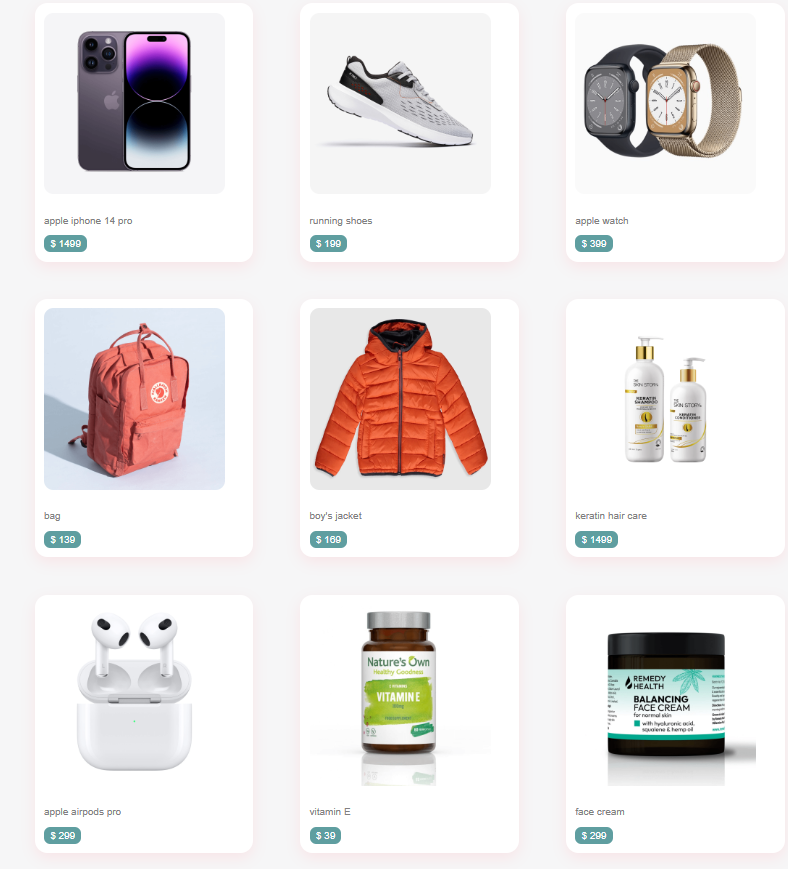 apple iphone 14 pro
running shoes
apple watch
$ 1499
$ 199
$ 399
THE
SKIN STORY.
KERATIN
SHAMPOO
THE
SKIN STORY.
KERATIN
CONDITIONER
bag
boy's jacket
keratin hair care
$ 139
$ 169
$ 1499
Nature's Own
Healthy Goodness
VITAMIN E
REMEDY
HEALTH
BALANCING
FACE CREAM
for normal skin
with hyaluronic acid,
squalene & hemp oil
apple airpods pro
vitamin E
face cream
$ 299
$ 39
$ 299